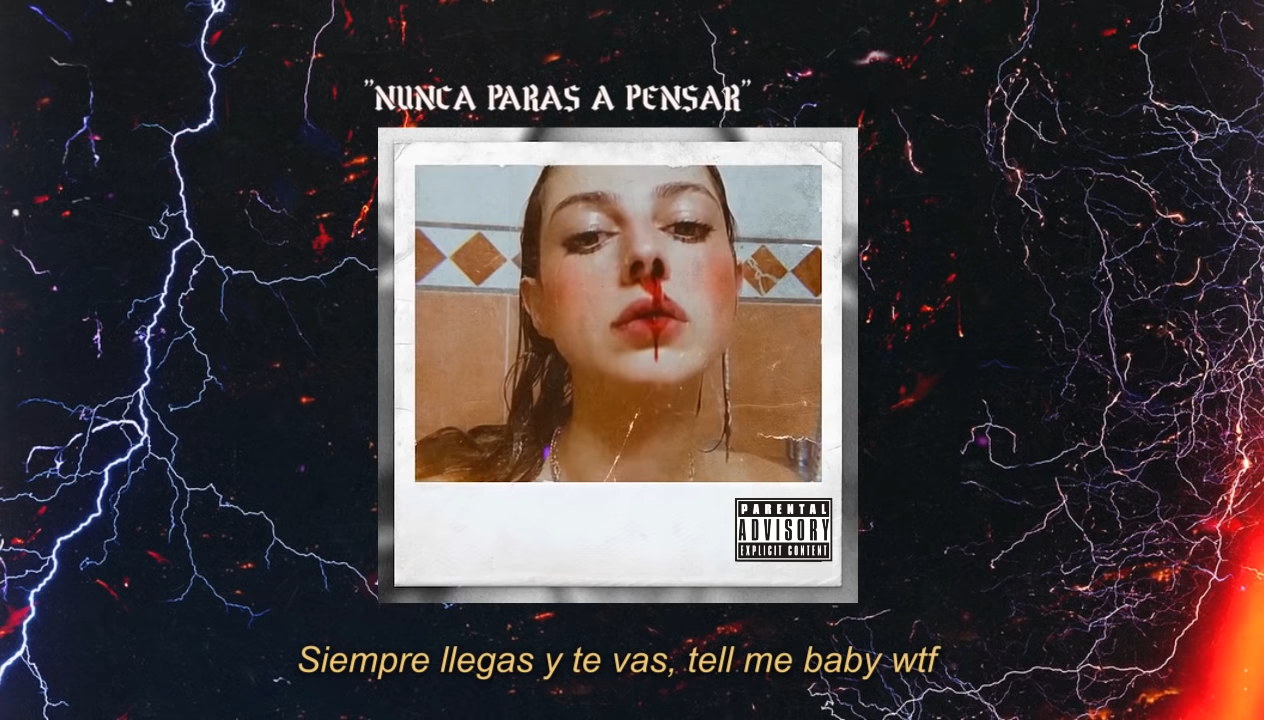 "NUNCA PARAS A PENSAR"
PARENTAL
ADVISORY
EXPLICIT CONTENT
Siempre llegas y te vas, tell me baby wtf